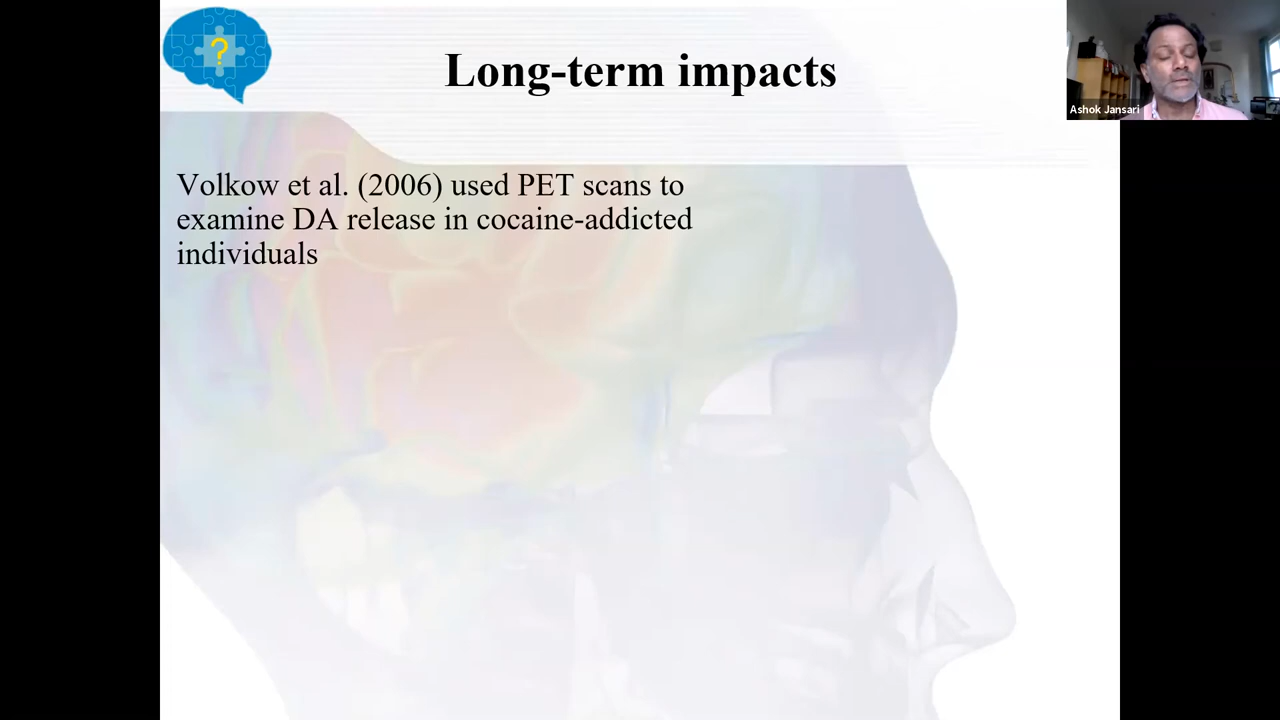 ?
Long-term impacts
Ashok Jansari
Volkow et al. (2006) used PET scans to
examine DA release in cocaine-addicted
individuals